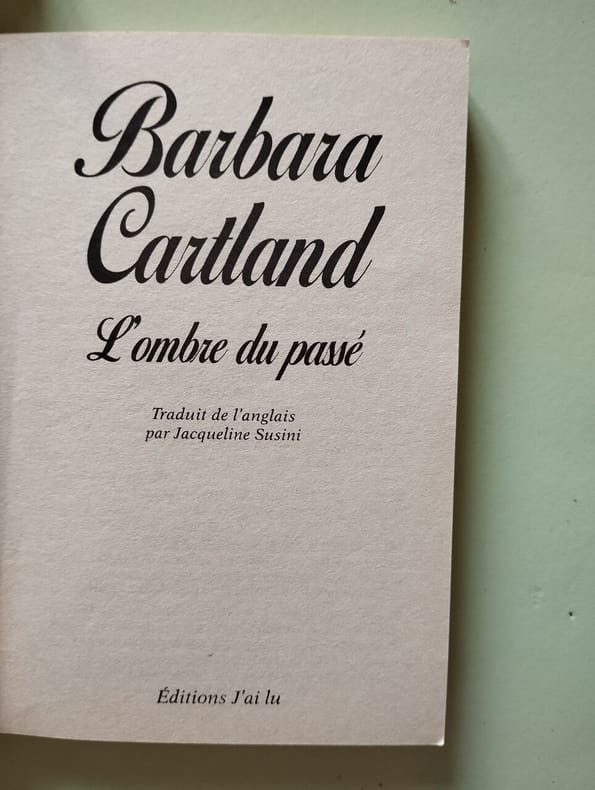 Barbara
Cartland
L'ombre du passé
Traduit de l'anglais
par Jacqueline Susini
Éditions J'ai lu